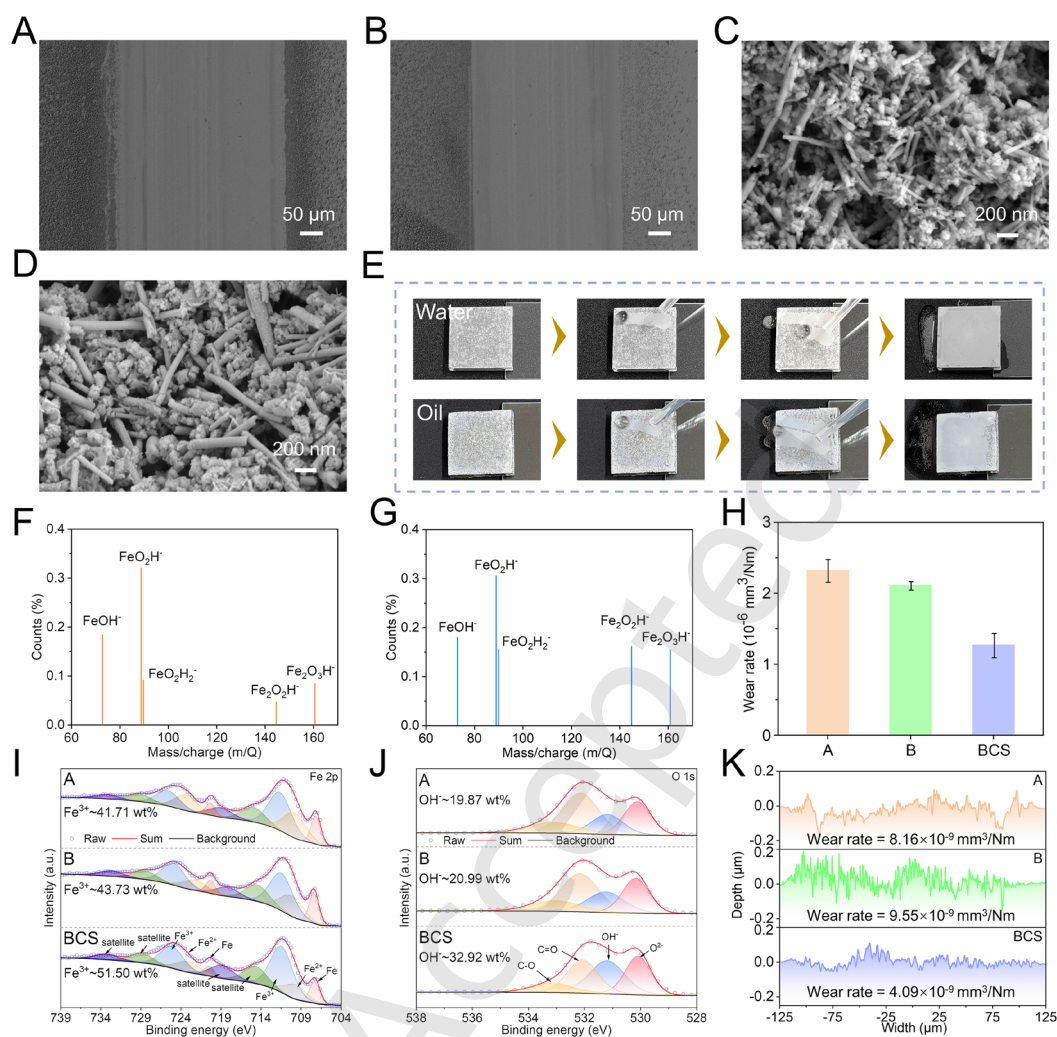 A
50 μm
B
50 μm
C
200 nm
D
200 nm
E
Water
Oil
F
0.4
0.3
0.2
0.1
0.0
Counts (%)
FeOH⁻
FeO₂H⁻
FeO₂H₂⁻
Fe₂O₂H⁻
Fe₂O₃H⁻
60 80 100 120 140 160
Mass/charge (m/Q)
G
0.4
0.3
0.2
0.1
0.0
Counts (%)
FeOH⁻
FeO₂H⁻
FeO₂H₂⁻
Fe₂O₂H⁻
Fe₂O₃H⁻
60 80 100 120 140 160
Mass/charge (m/Q)
H
3
2
1
0
Wear rate (10⁻⁶ mm³/Nm)
A B BCS
I
A
Fe 2p
Fe³⁺~41.71 wt%
Raw Sum Background
B
Fe³⁺~43.73 wt%
BCS
satellite
satellite
Fe³⁺
Fe²⁺
Fe
Fe³⁺~51.50 wt%
satellite
satellite
Fe³⁺
Fe²⁺
Fe
Intensity (a.u.)
739 734 729 724 719 714 709 704
Binding energy (eV)
J
A
O 1s
OH⁻~19.87 wt%
Raw Sum Background
B
OH⁻~20.99 wt%
BCS
OH⁻~32.92 wt%
C-O
C=O
OH⁻
O²⁻
Intensity (a.u.)
538 536 534 532 530 528
Binding energy (eV)
K
0.2
0.0
-0.2
A
Wear rate = 8.16×10⁻⁹ mm³/Nm
0.2
0.0
-0.2
B
Wear rate = 9.55×10⁻⁹ mm³/Nm
0.2
0.0
-0.2
BCS
Wear rate = 4.09×10⁻⁹ mm³/Nm
Depth (μm)
-125 -75 -25 25 75 125
Width (μm)
Accepted